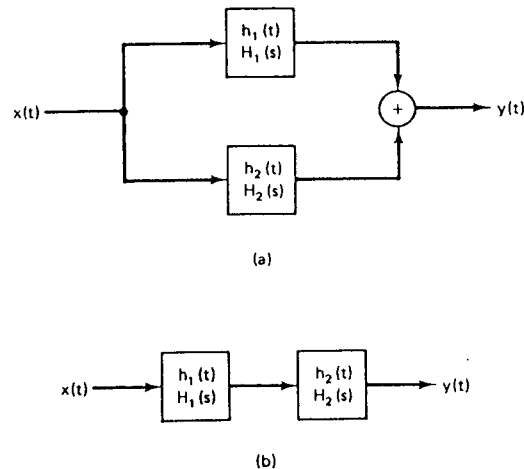 h₁(t)
H₁(s)
x(t)
+
y(t)
h₂(t)
H₂(s)
(a)
x(t)
h₁(t)
H₁(s)
h₂(t)
H₂(s)
y(t)
(b)